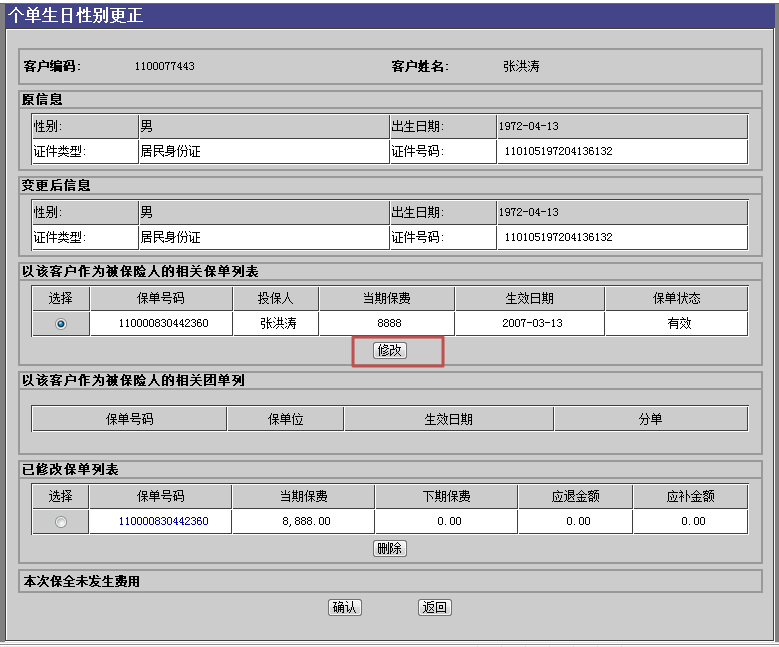 个单生日性别更正
客户编码: 1100077443 客户姓名: 张洪涛
原信息
性别: 男 出生日期: 1972-04-13
证件类型: 居民身份证 证件号码: 110105197204136132
变更后信息
性别: 男 出生日期: 1972-04-13
证件类型: 居民身份证 证件号码: 110105197204136132
以该客户作为被保险人的相关保单列表
选择 保单号码 投保人 当期保费 生效日期 保单状态
110000830442360 张洪涛 8888 2007-03-13 有效
修改
以该客户作为被保险人的相关团单列
保单号码 保单位 生效日期 分单
已修改保单列表
选择 保单号码 当期保费 下期保费 应退金额 应补金额
110000830442360 8,888.00 0.00 0.00 0.00
删除
本次保全未发生费用
确认 返回